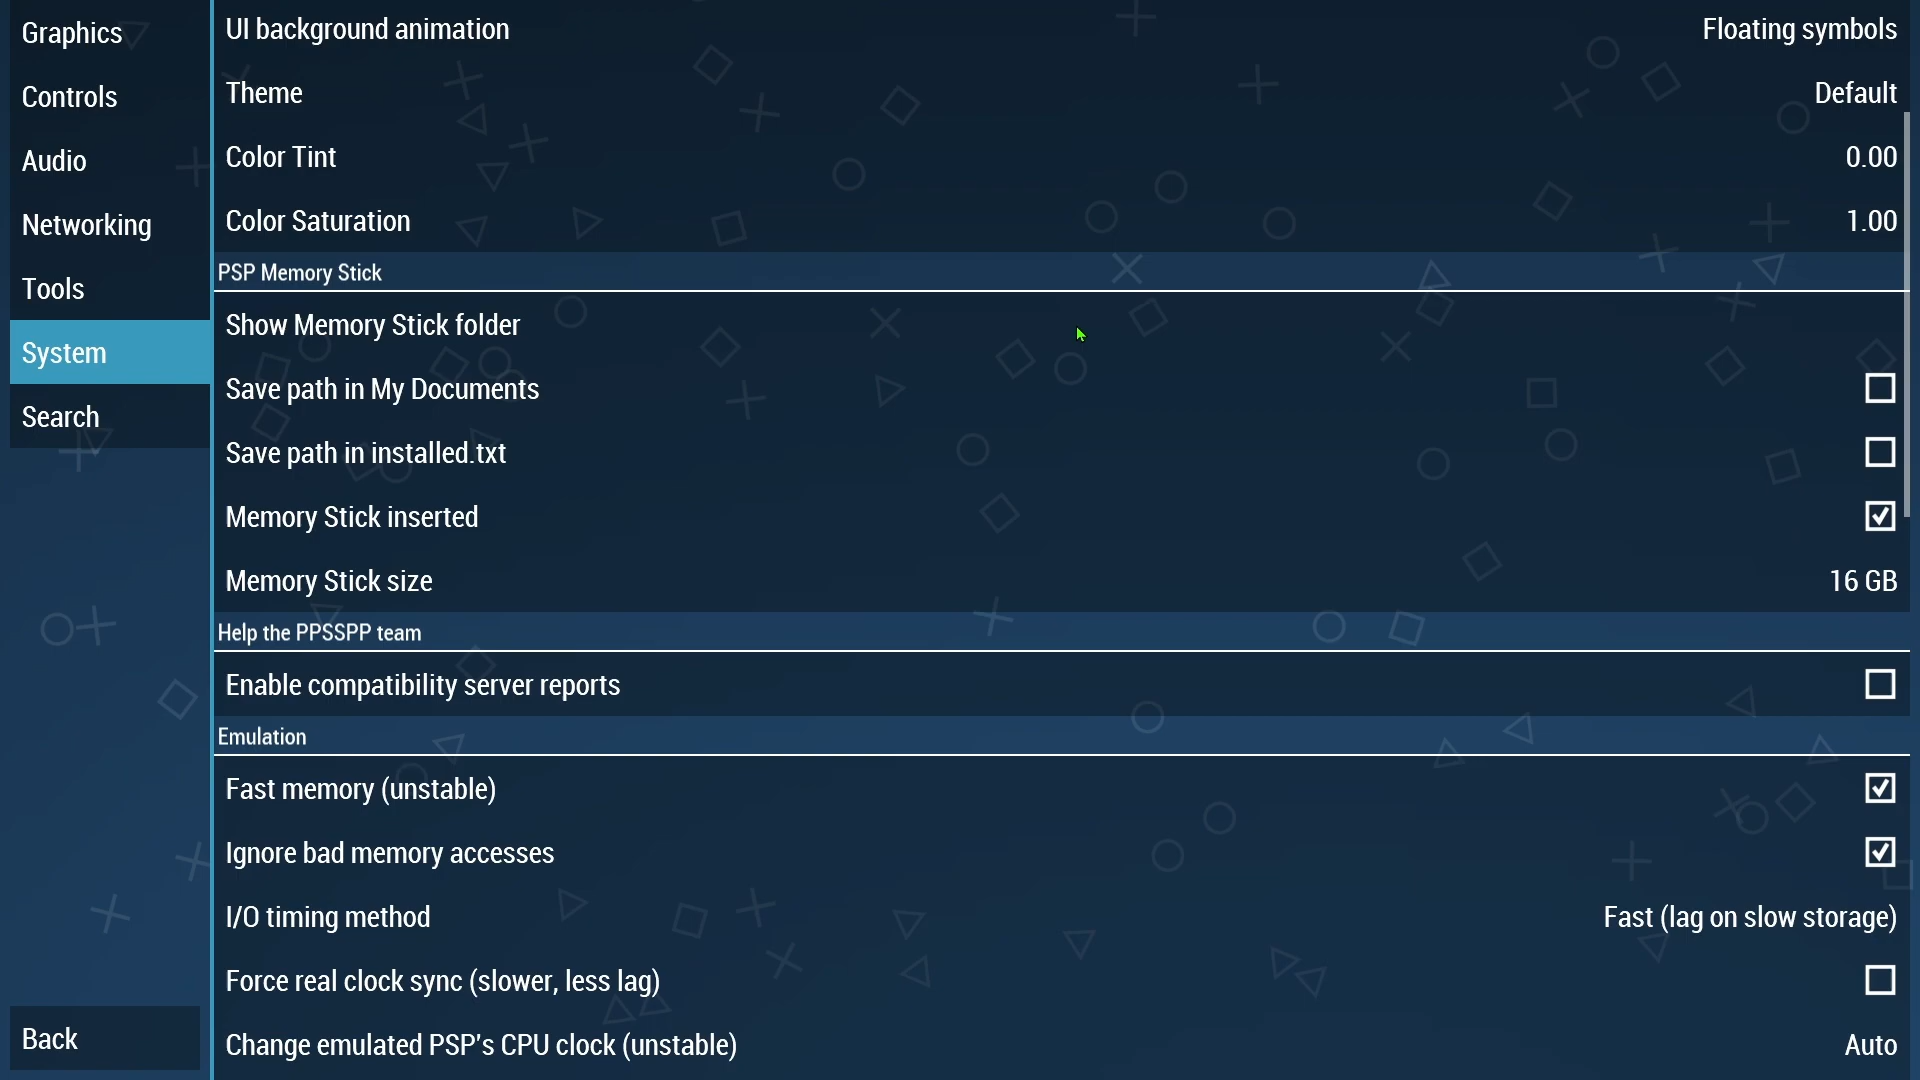 Graphics
Controls
Audio
Networking
Tools
System
Search
Back
UI background animation Floating symbols
Theme Default
Color Tint 0.00
Color Saturation 1.00
PSP Memory Stick
Show Memory Stick folder
Save path in My Documents
Save path in installed.txt
Memory Stick inserted
Memory Stick size 16 GB
Help the PPSSPP team
Enable compatibility server reports
Emulation
Fast memory (unstable)
Ignore bad memory accesses
I/O timing method Fast (lag on slow storage)
Force real clock sync (slower, less lag)
Change emulated PSP's CPU clock (unstable) Auto